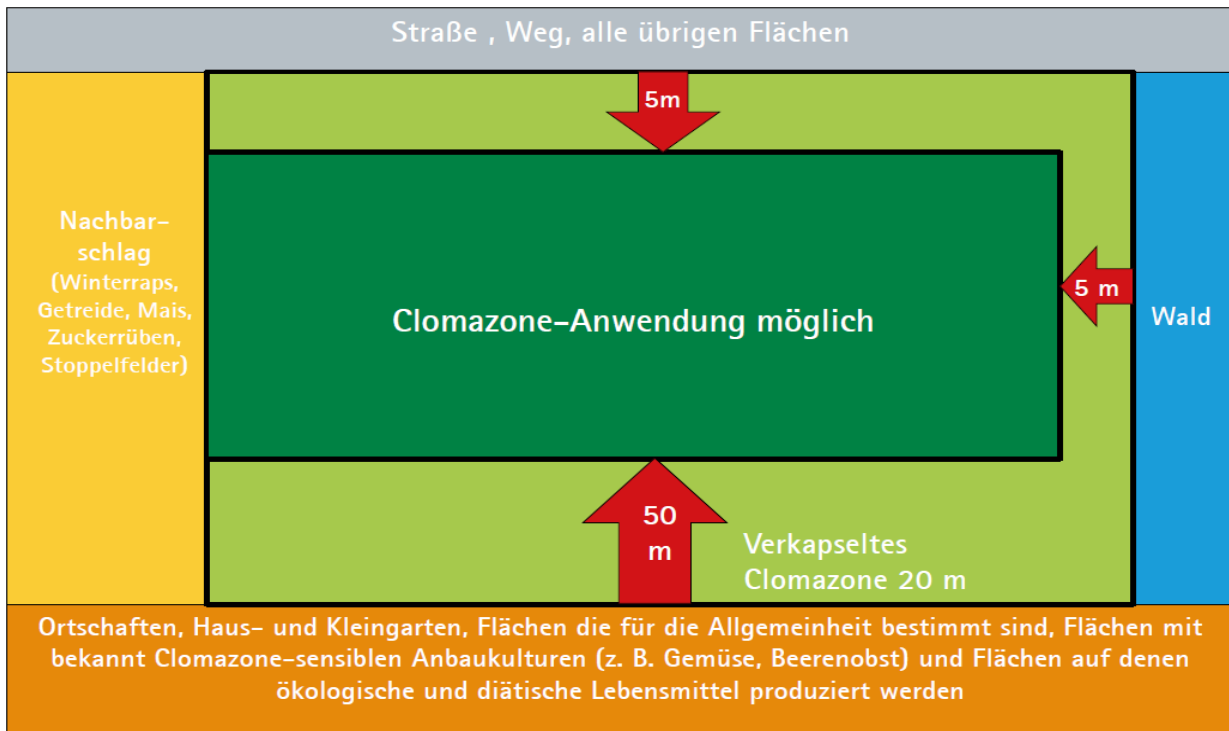 Straße , Weg, alle übrigen Flächen
5m
Nachbar-
schlag
(Winterraps,
Getreide, Mais,
Zuckerrüben,
Stoppelfelder)
Clomazone-Anwendung möglich
5 m
Wald
50
m
Verkapseltes
Clomazone 20 m
Ortschaften, Haus- und Kleingarten, Flächen die für die Allgemeinheit bestimmt sind, Flächen mit
bekannt Clomazone-sensiblen Anbaukulturen (z. B. Gemüse, Beerenobst) und Flächen auf denen
ökologische und diätische Lebensmittel produziert werden